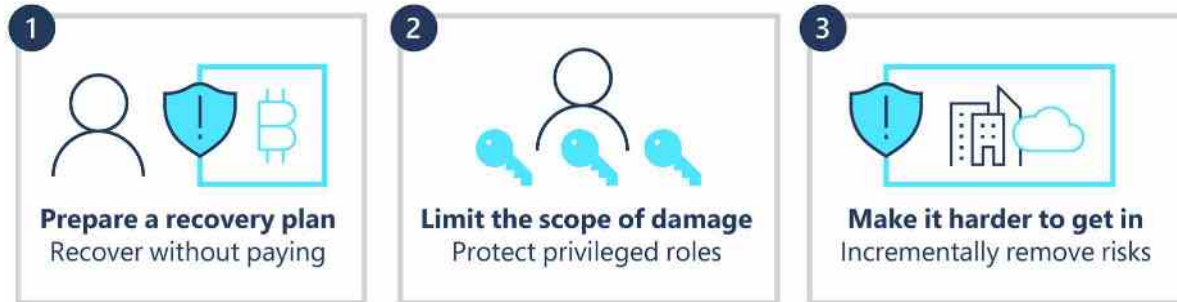 1
Prepare a recovery plan
Recover without paying
2
Limit the scope of damage
Protect privileged roles
3
Make it harder to get in
Incrementally remove risks